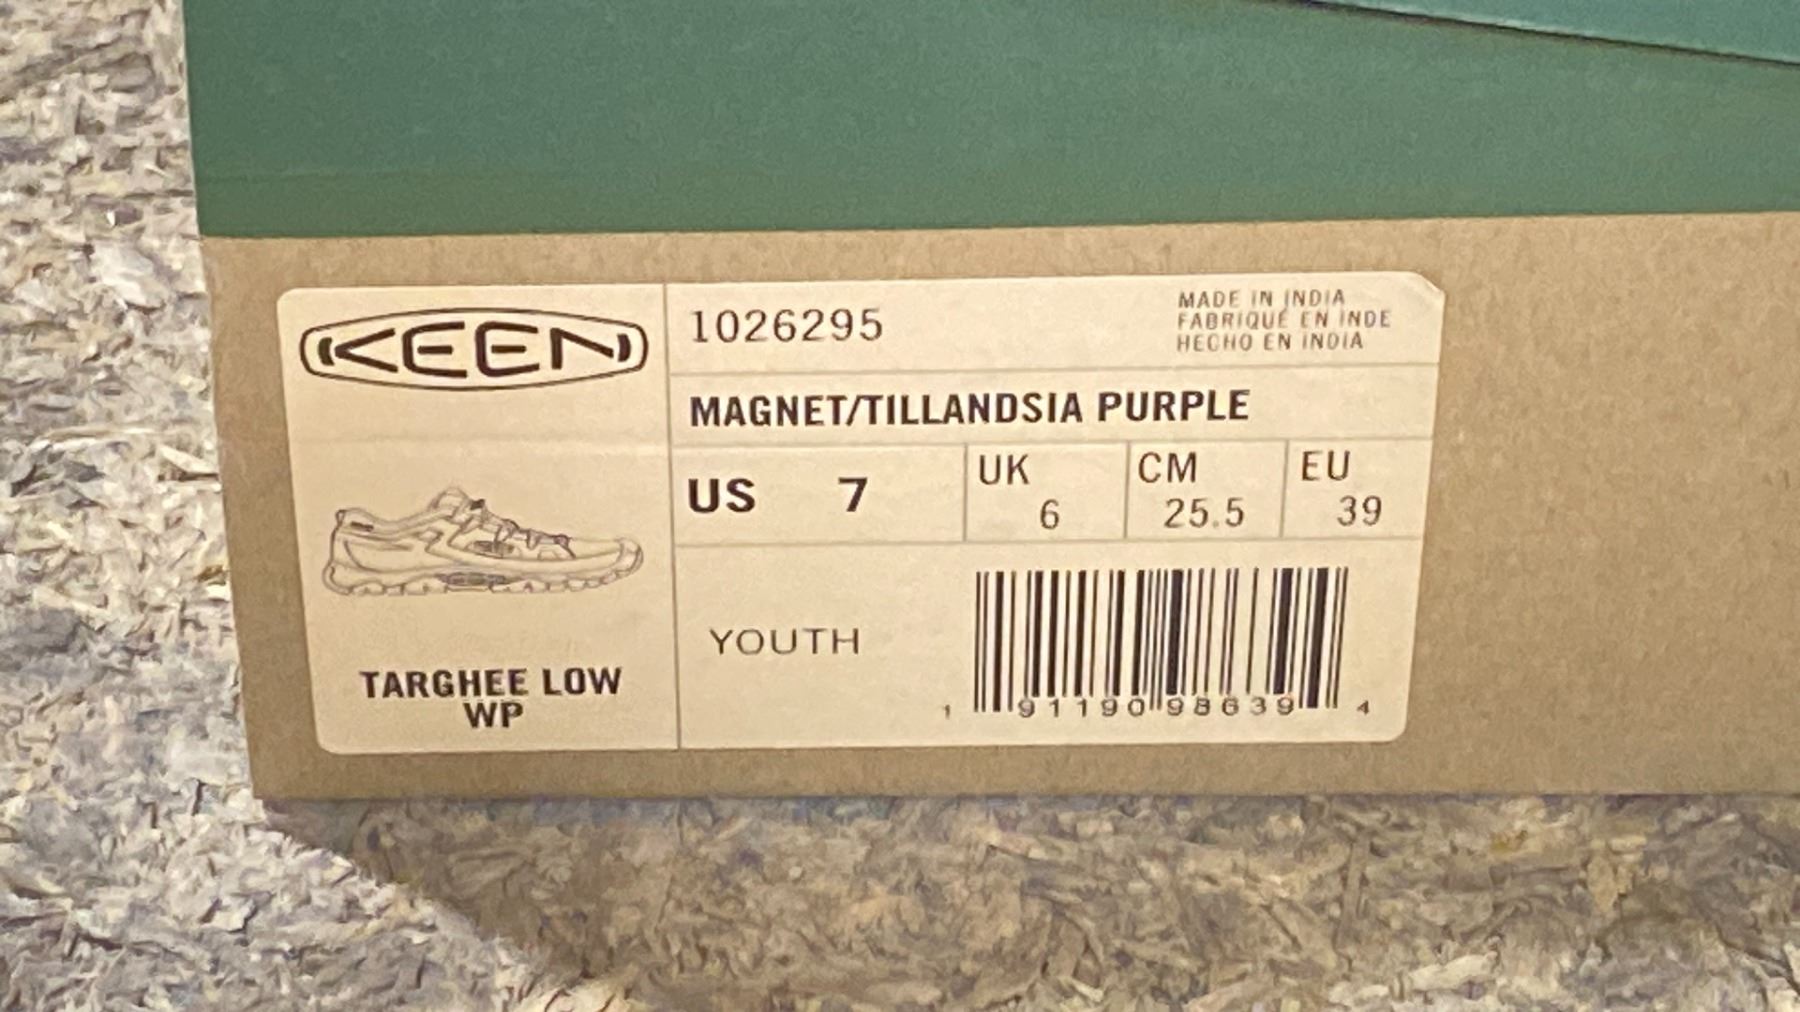 KEEN
1026295
MADE IN INDIA
FABRIQUÉ EN INDE
HECHO EN INDIA
MAGNET/TILLANDSIA PURPLE
US 7
UK
6
CM
25.5
EU
39
TARGHEE LOW
WP
YOUTH
1 91190 98639 4